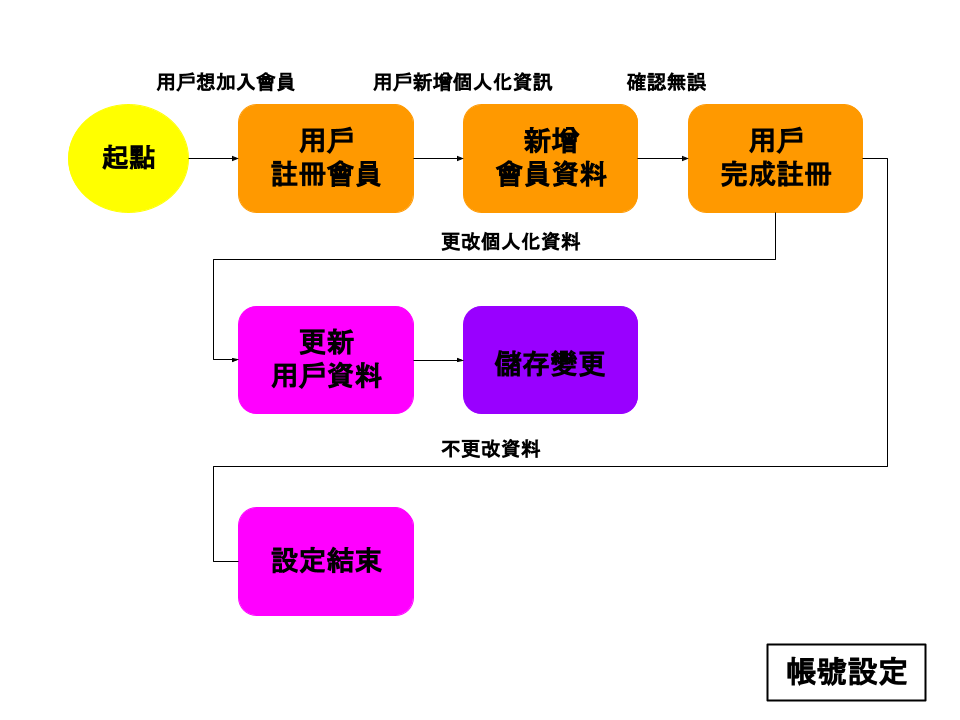 用戶想加入會員
用戶新增個人化資訊
確認無誤
起點
用戶
註冊會員
新增
會員資料
用戶
完成註冊
更改個人化資料
更新
用戶資料
儲存變更
不更改資料
設定結束
帳號設定